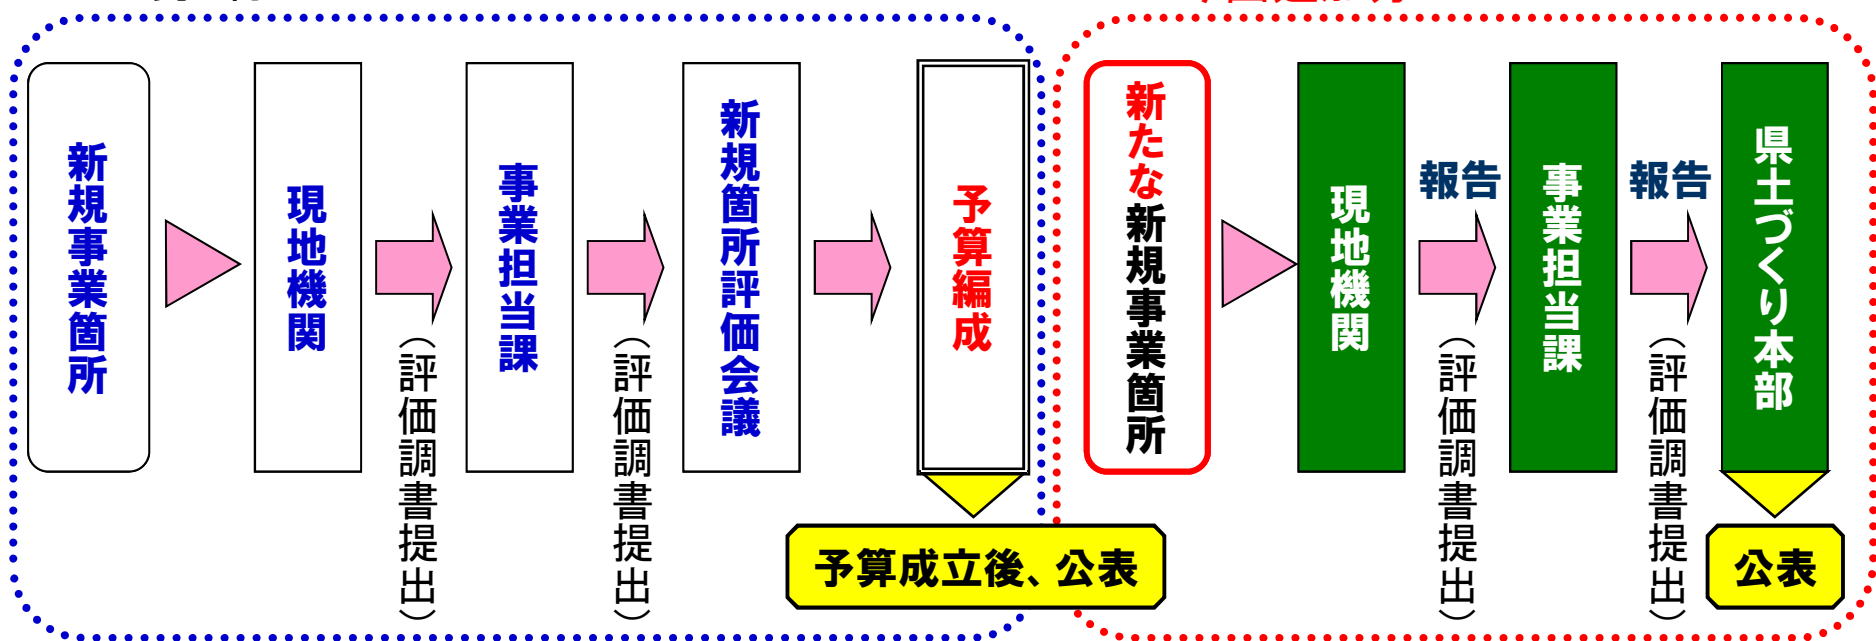 新規事業箇所
現地機関
（評価調書提出）
事業担当課
（評価調書提出）
新規箇所評価会議
予算編成
予算成立後、公表
新たな新規事業箇所
現地機関
報告
（評価調書提出）
事業担当課
報告
（評価調書提出）
県土づくり本部
公表